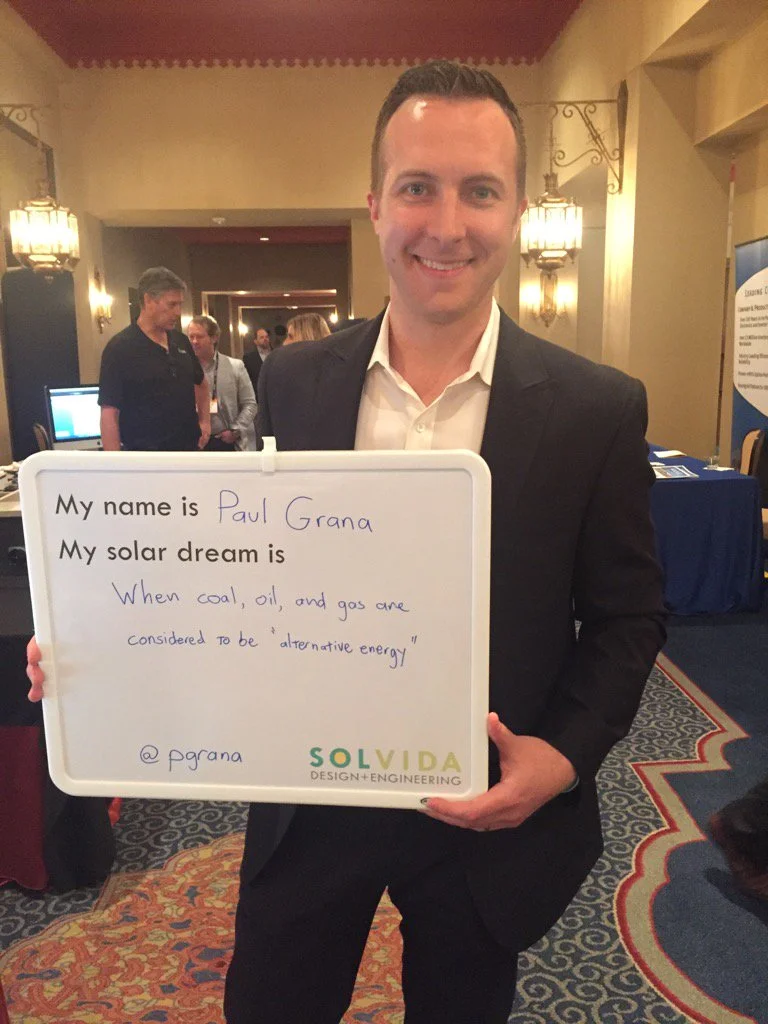 My name is Paul Grana
My solar dream is
When coal, oil, and gas are
considered to be "alternative energy"
@pgrana
SOLVIDA
DESIGN+ENGINEERING